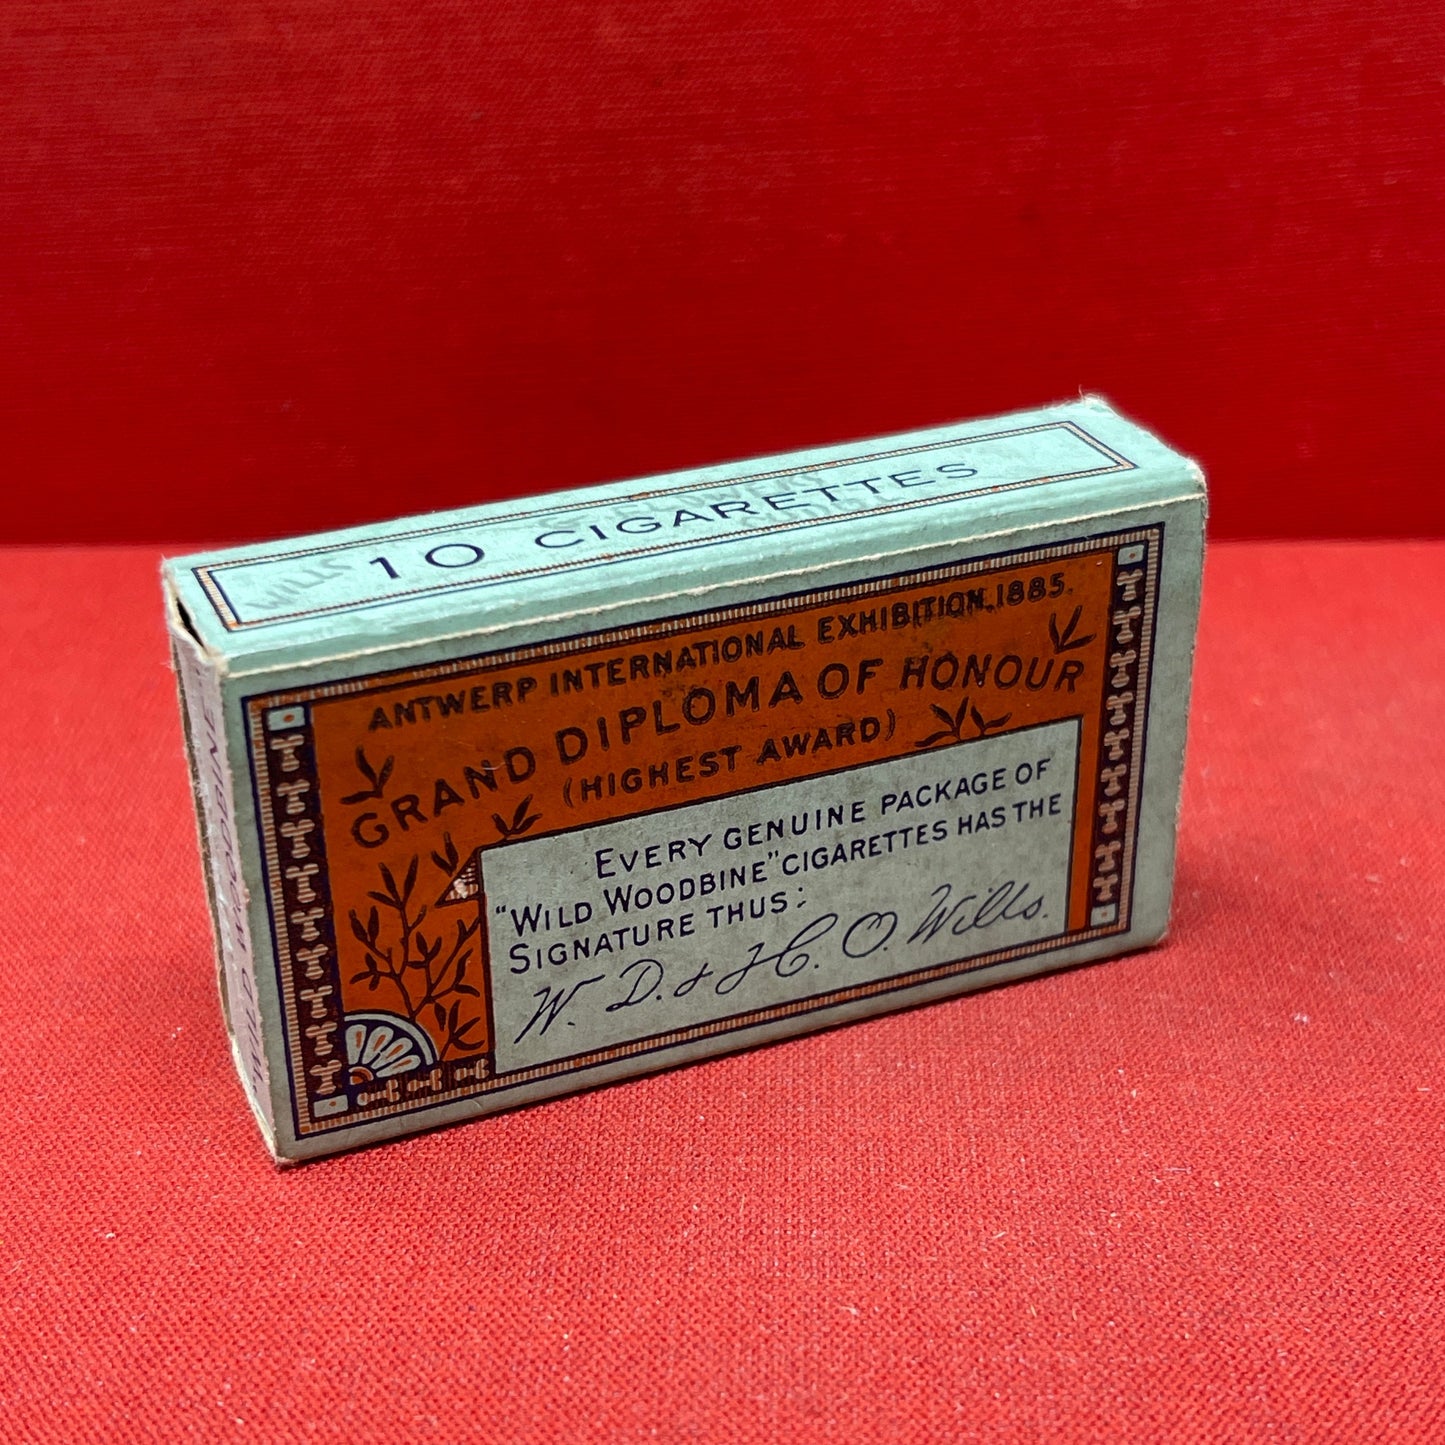 10 CIGARETTES
ANTWERP INTERNATIONAL EXHIBITION, 1885.
GRAND DIPLOMA OF HONOUR
(HIGHEST AWARD)
EVERY GENUINE PACKAGE OF
"WILD WOODBINE" CIGARETTES HAS THE
SIGNATURE THUS:
W. D. & H. O. Wills.
WILD WOODBINE